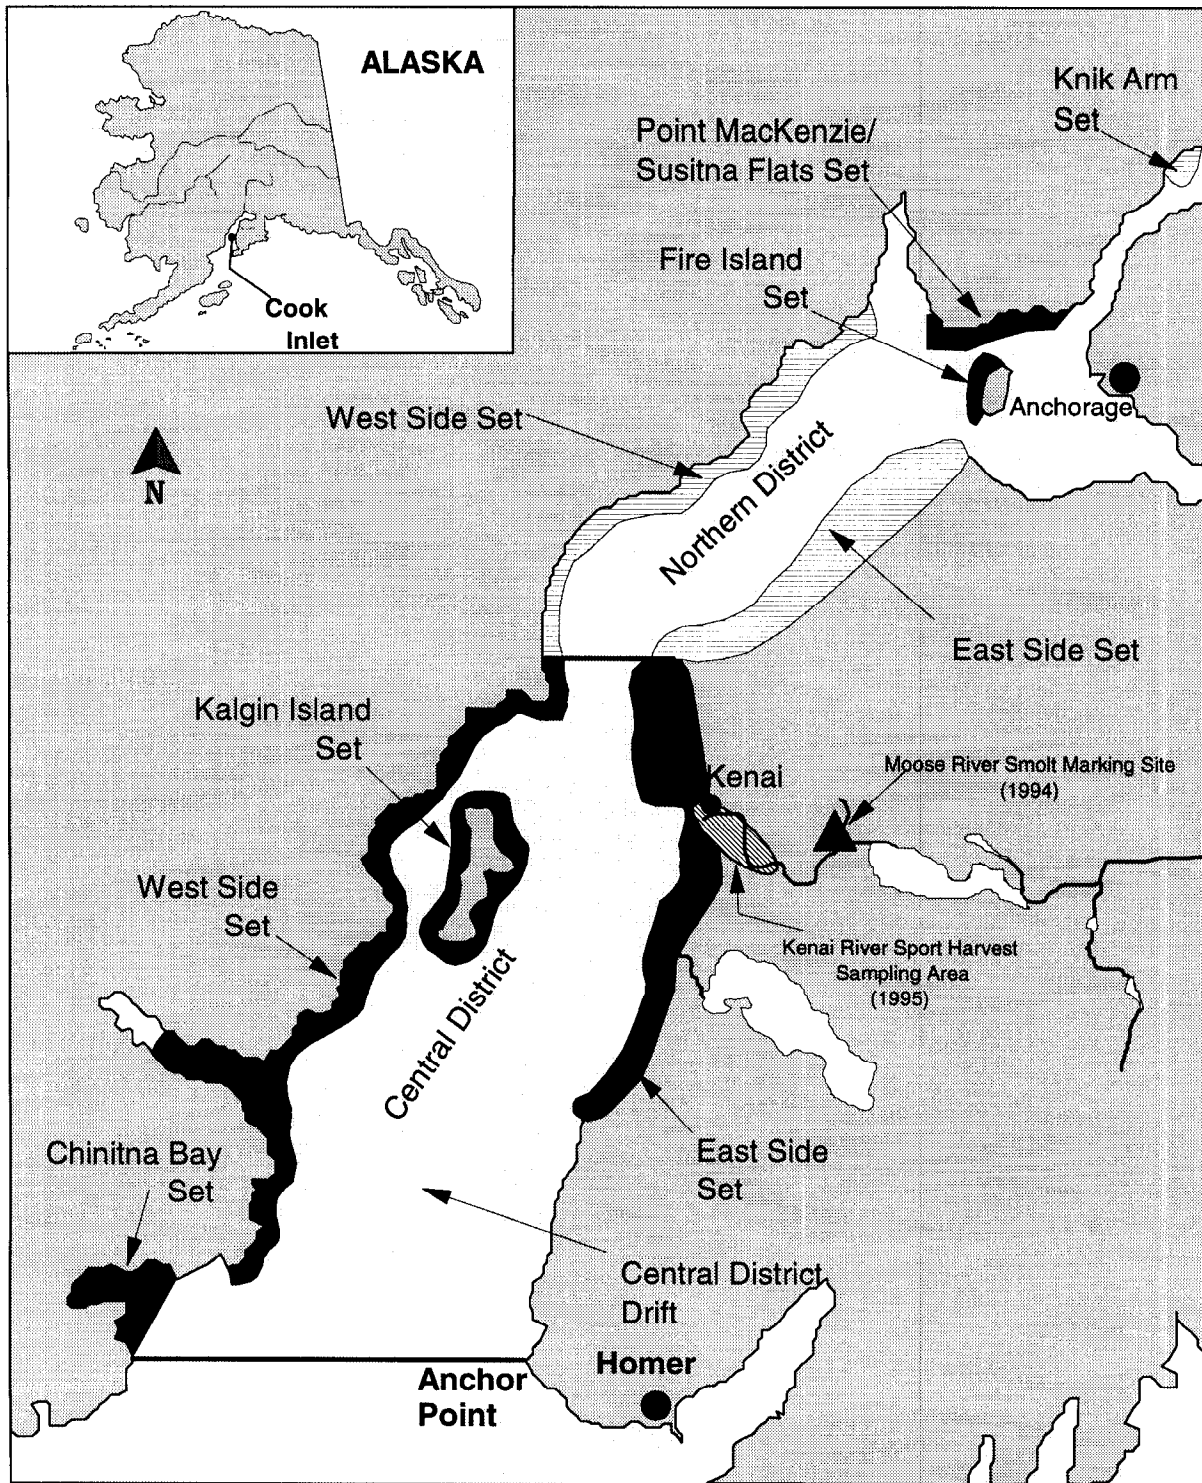 ALASKA
Cook
Inlet
Knik Arm
Set
Point MacKenzie/
Susitna Flats Set
Fire Island
Set
Anchorage
West Side Set
N
Northern District
East Side Set
Kalgin Island
Set
Kenai
Moose River Smolt Marking Site
(1994)
West Side
Set
Kenai River Sport Harvest
Sampling Area
(1995)
Central District
Chinitna Bay
Set
East Side
Set
Central District
Drift
Anchor
Point
Homer